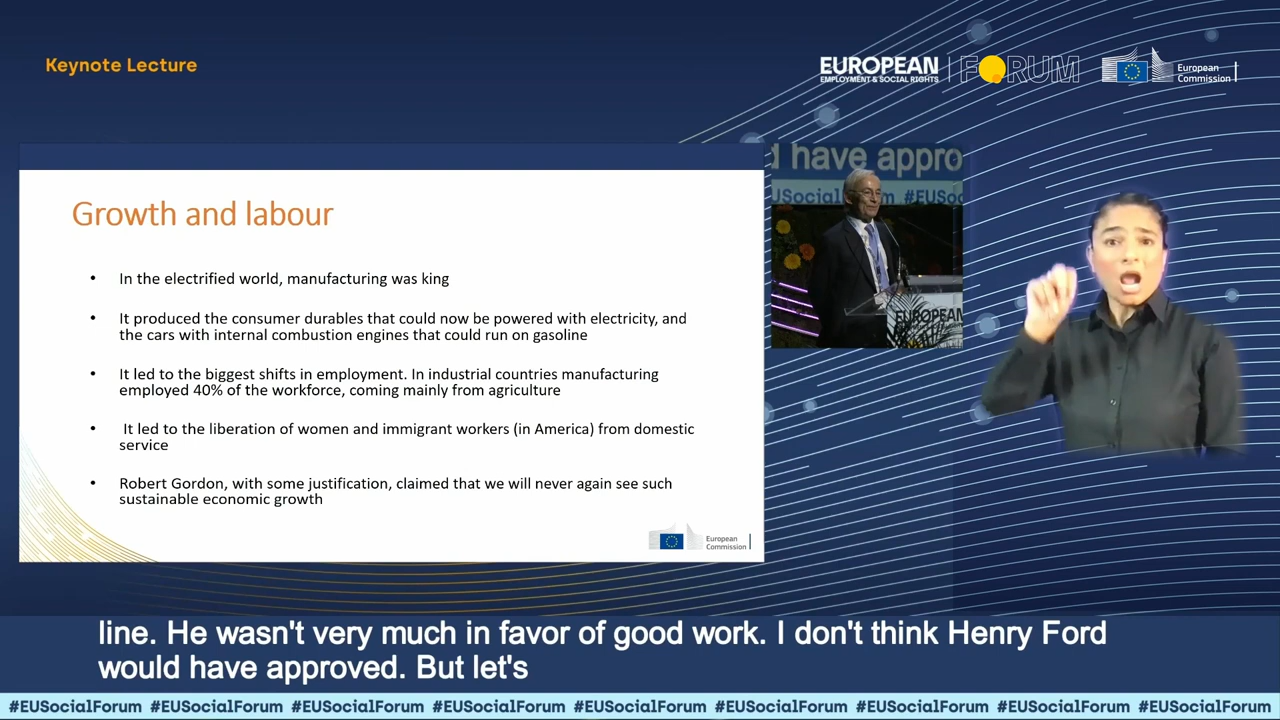 Keynote Lecture
EUROPEAN
EMPLOYMENT & SOCIAL RIGHTS
FORUM
European
Commission
Growth and labour
• In the electrified world, manufacturing was king
• It produced the consumer durables that could now be powered with electricity, and
the cars with internal combustion engines that could run on gasoline
• It led to the biggest shifts in employment. In industrial countries manufacturing
employed 40% of the workforce, coming mainly from agriculture
• It led to the liberation of women and immigrant workers (in America) from domestic
service
• Robert Gordon, with some justification, claimed that we will never again see such
sustainable economic growth
European
Commission
d have appro
USocial #EUSoc
EUROPEAN
line. He wasn't very much in favor of good work. I don't think Henry Ford
would have approved. But let's
#EUSocialForum #EUSocialForum #EUSocialForum #EUSocialForum #EUSocialForum #EUSocialForum #EUSocialForum #EUSocialForum #EUSocialForum